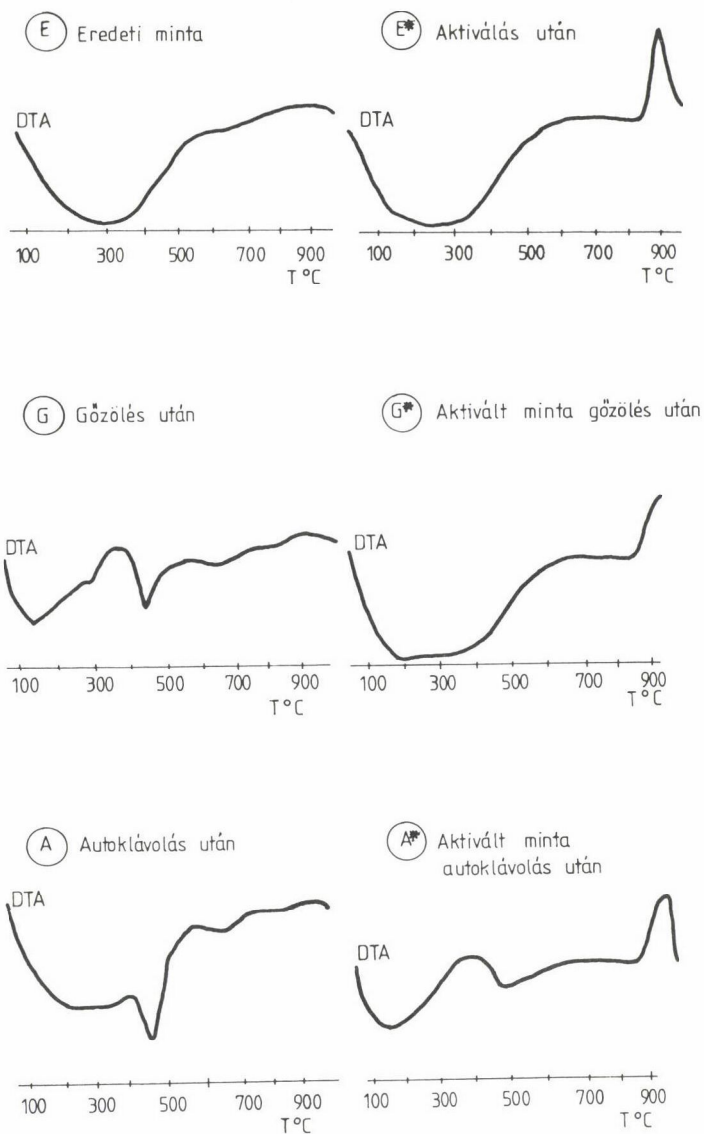 E Eredeti minta
DTA
100 300 500 700 900
T °C
E* Aktiválás után
DTA
100 300 500 700 900
T °C
G Gőzölés után
DTA
100 300 500 700 900
T °C
G* Aktivált minta gőzölés után
DTA
100 300 500 700 900
T °C
A Autoklávolás után
DTA
100 300 500 700 900
T °C
A* Aktivált minta
autoklávolás után
DTA
100 300 500 700 900
T °C